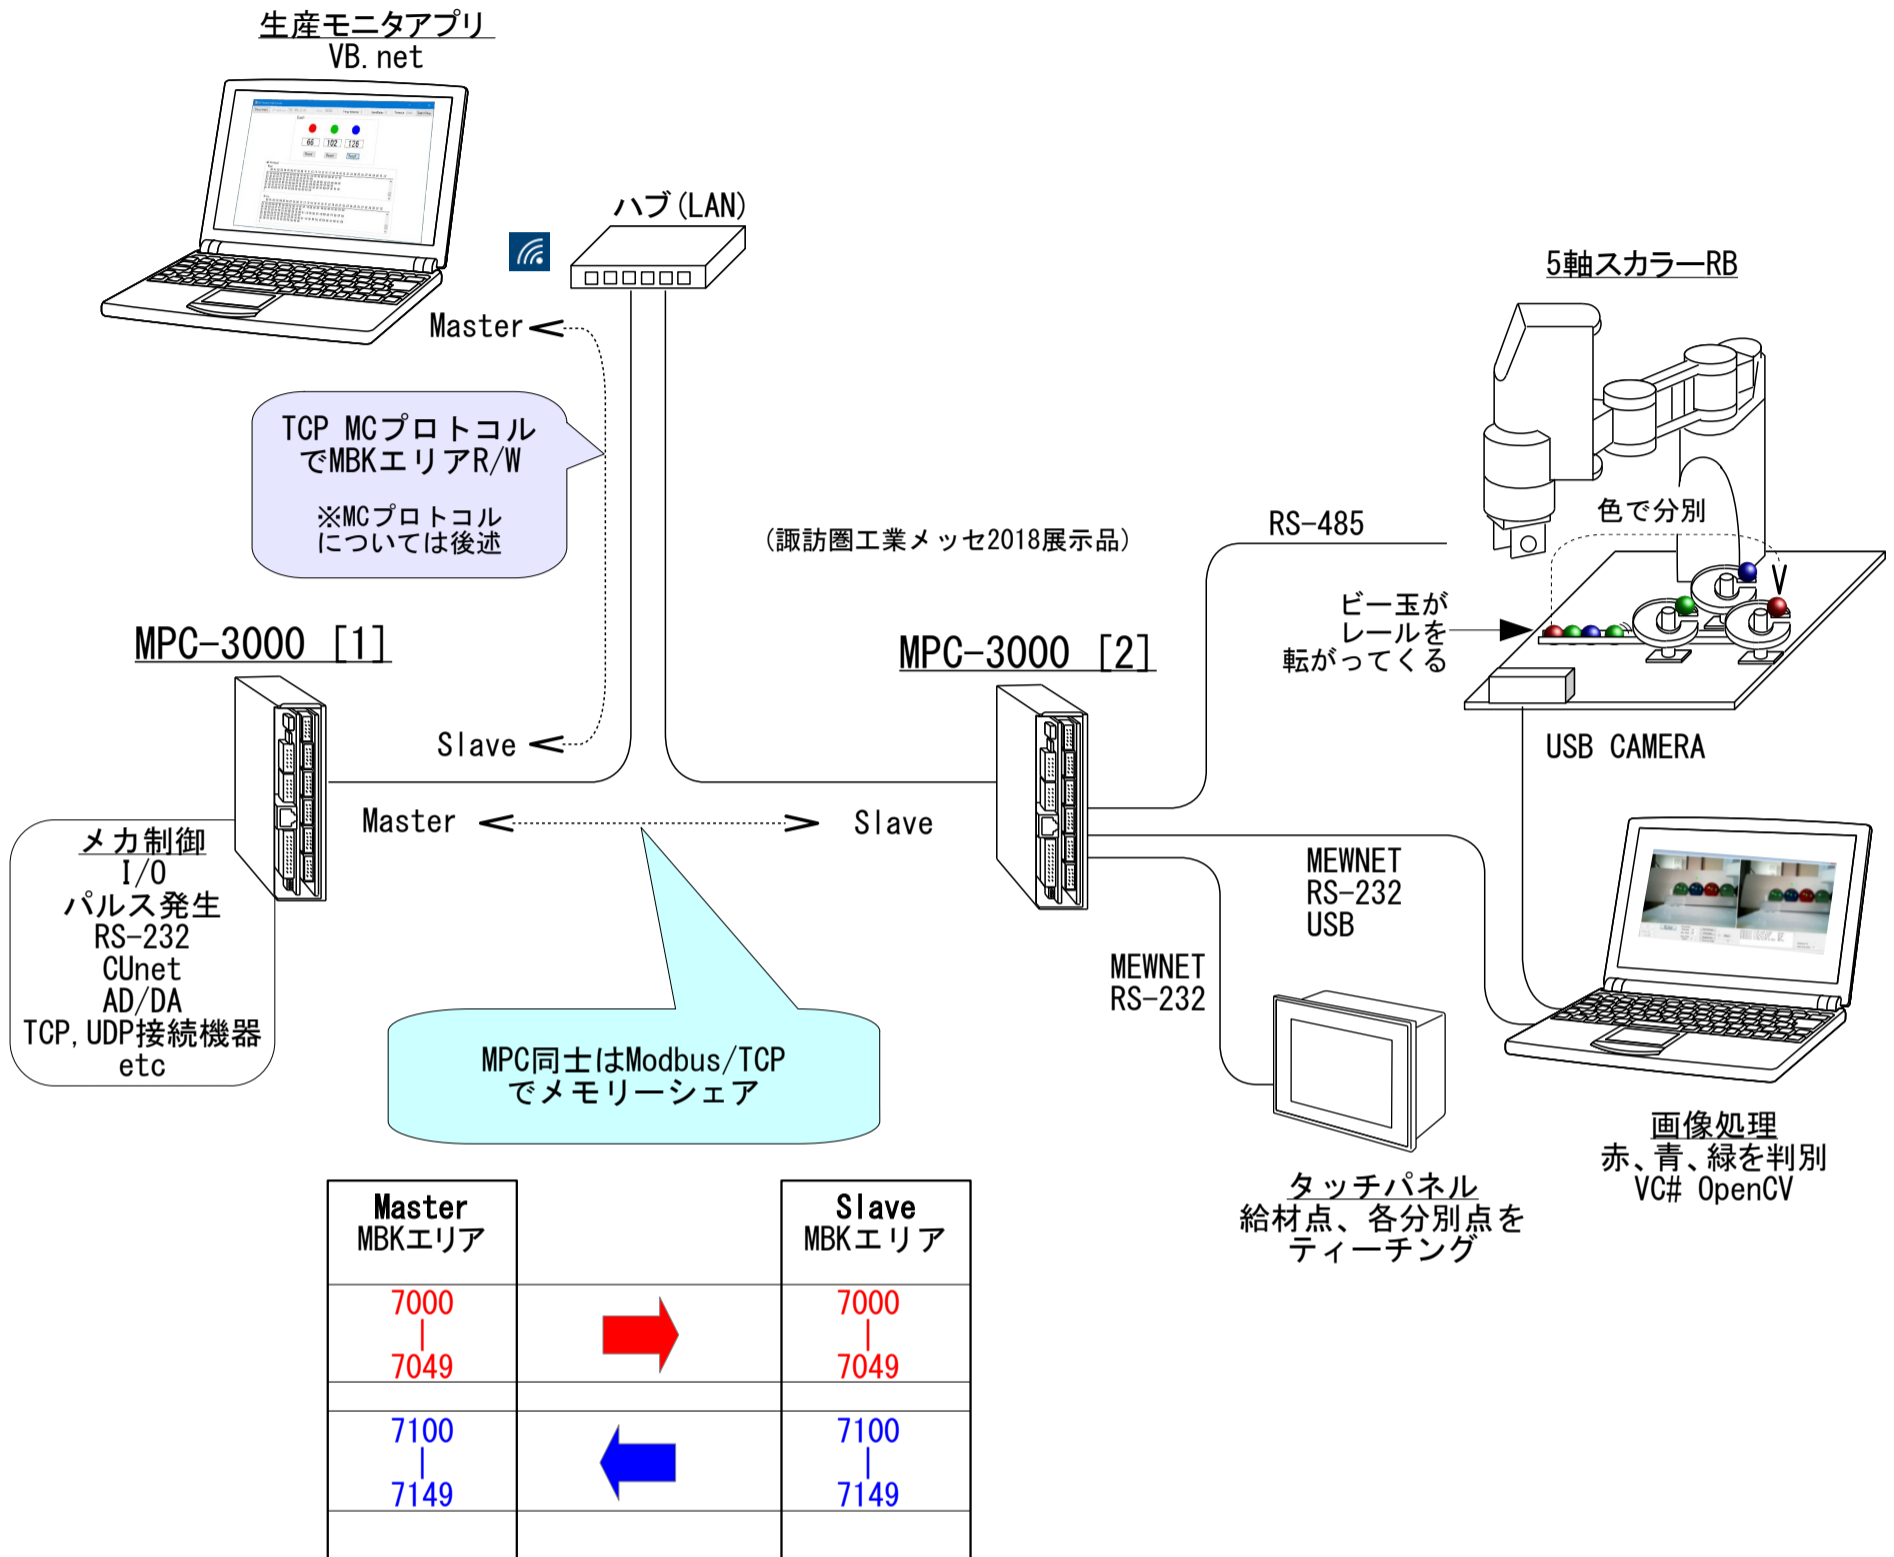 生産モニタアプリ
VB.net
66 102 126
ハブ(LAN)
Master
TCP MCプロトコル
でMBKエリアR/W
※MCプロトコル
については後述
(諏訪圏工業メッセ2018展示品)
5軸スカラーRB
RS-485
色で分別
ビー玉が
レールを
転がってくる
MPC-3000 [1]
MPC-3000 [2]
Slave
USB CAMERA
Master
Slave
メカ制御
I/O
パルス発生
RS-232
CUnet
AD/DA
TCP,UDP接続機器
etc
MEWNET
RS-232
USB
MEWNET
RS-232
MPC同士はModbus/TCP
でメモリーシェア
画像処理
赤、青、緑を判別
VC# OpenCV
タッチパネル
給材点、各分別点を
ティーチング
Master
MBKエリア
Slave
MBKエリア
7000
|
7049
7000
|
7049
7100
|
7149
7100
|
7149